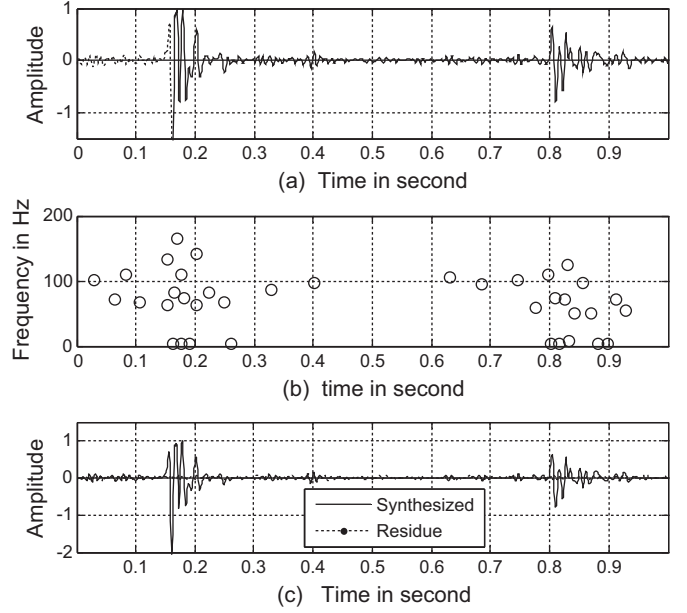 1
0
-1
Amplitude
0 0.1 0.2 0.3 0.4 0.5 0.6 0.7 0.8 0.9
(a) Time in second
200
100
0
Frequency in Hz
0 0.1 0.2 0.3 0.4 0.5 0.6 0.7 0.8 0.9
(b) time in second
1
0
-1
-2
Amplitude
Synthesized
Residue
0 0.1 0.2 0.3 0.4 0.5 0.6 0.7 0.8 0.9
(c) Time in second